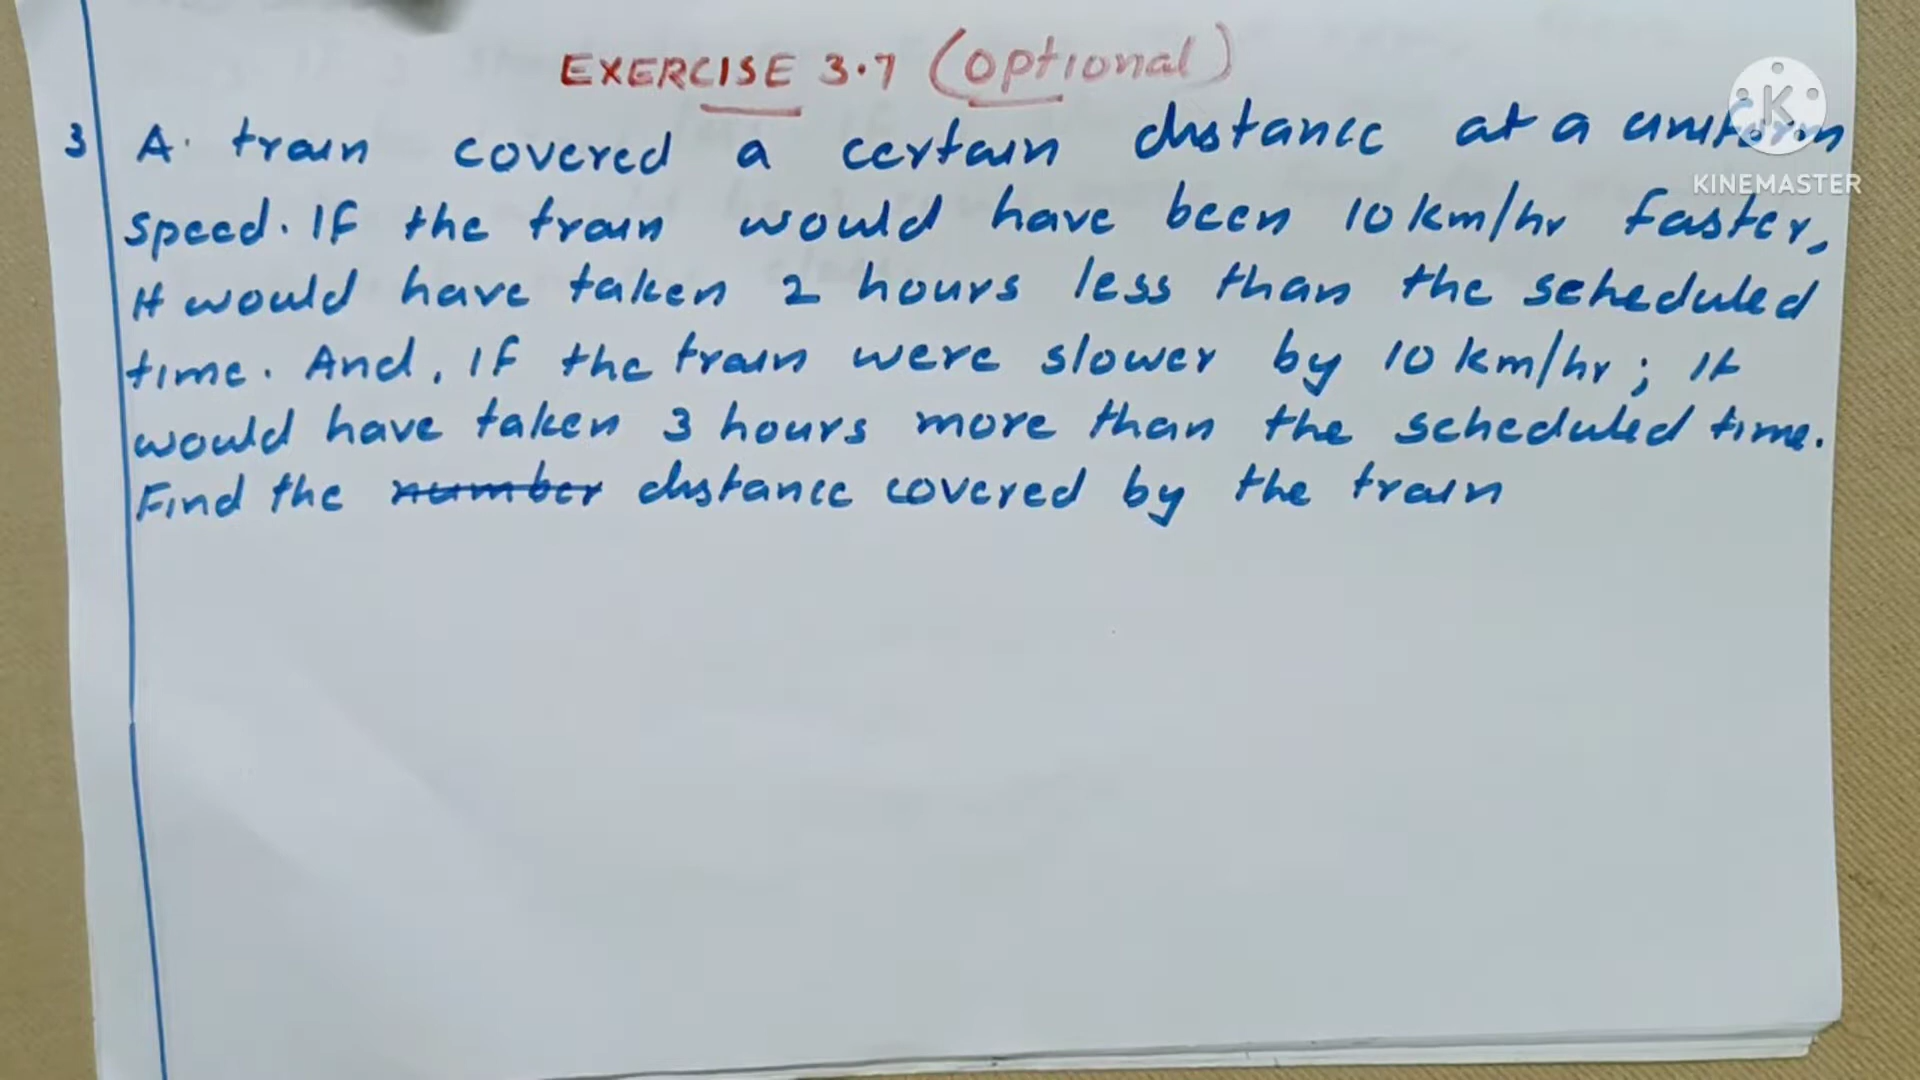 EXERCISE 3.7 (optional)
3 A. train covered a certain distance at a uniform
speed. If the train would have been 10 km/hr faster,
it would have taken 2 hours less than the scheduled
time. And, if the train were slower by 10 km/hr; it
would have taken 3 hours more than the scheduled time.
Find the number distance covered by the train
K
KINEMASTER